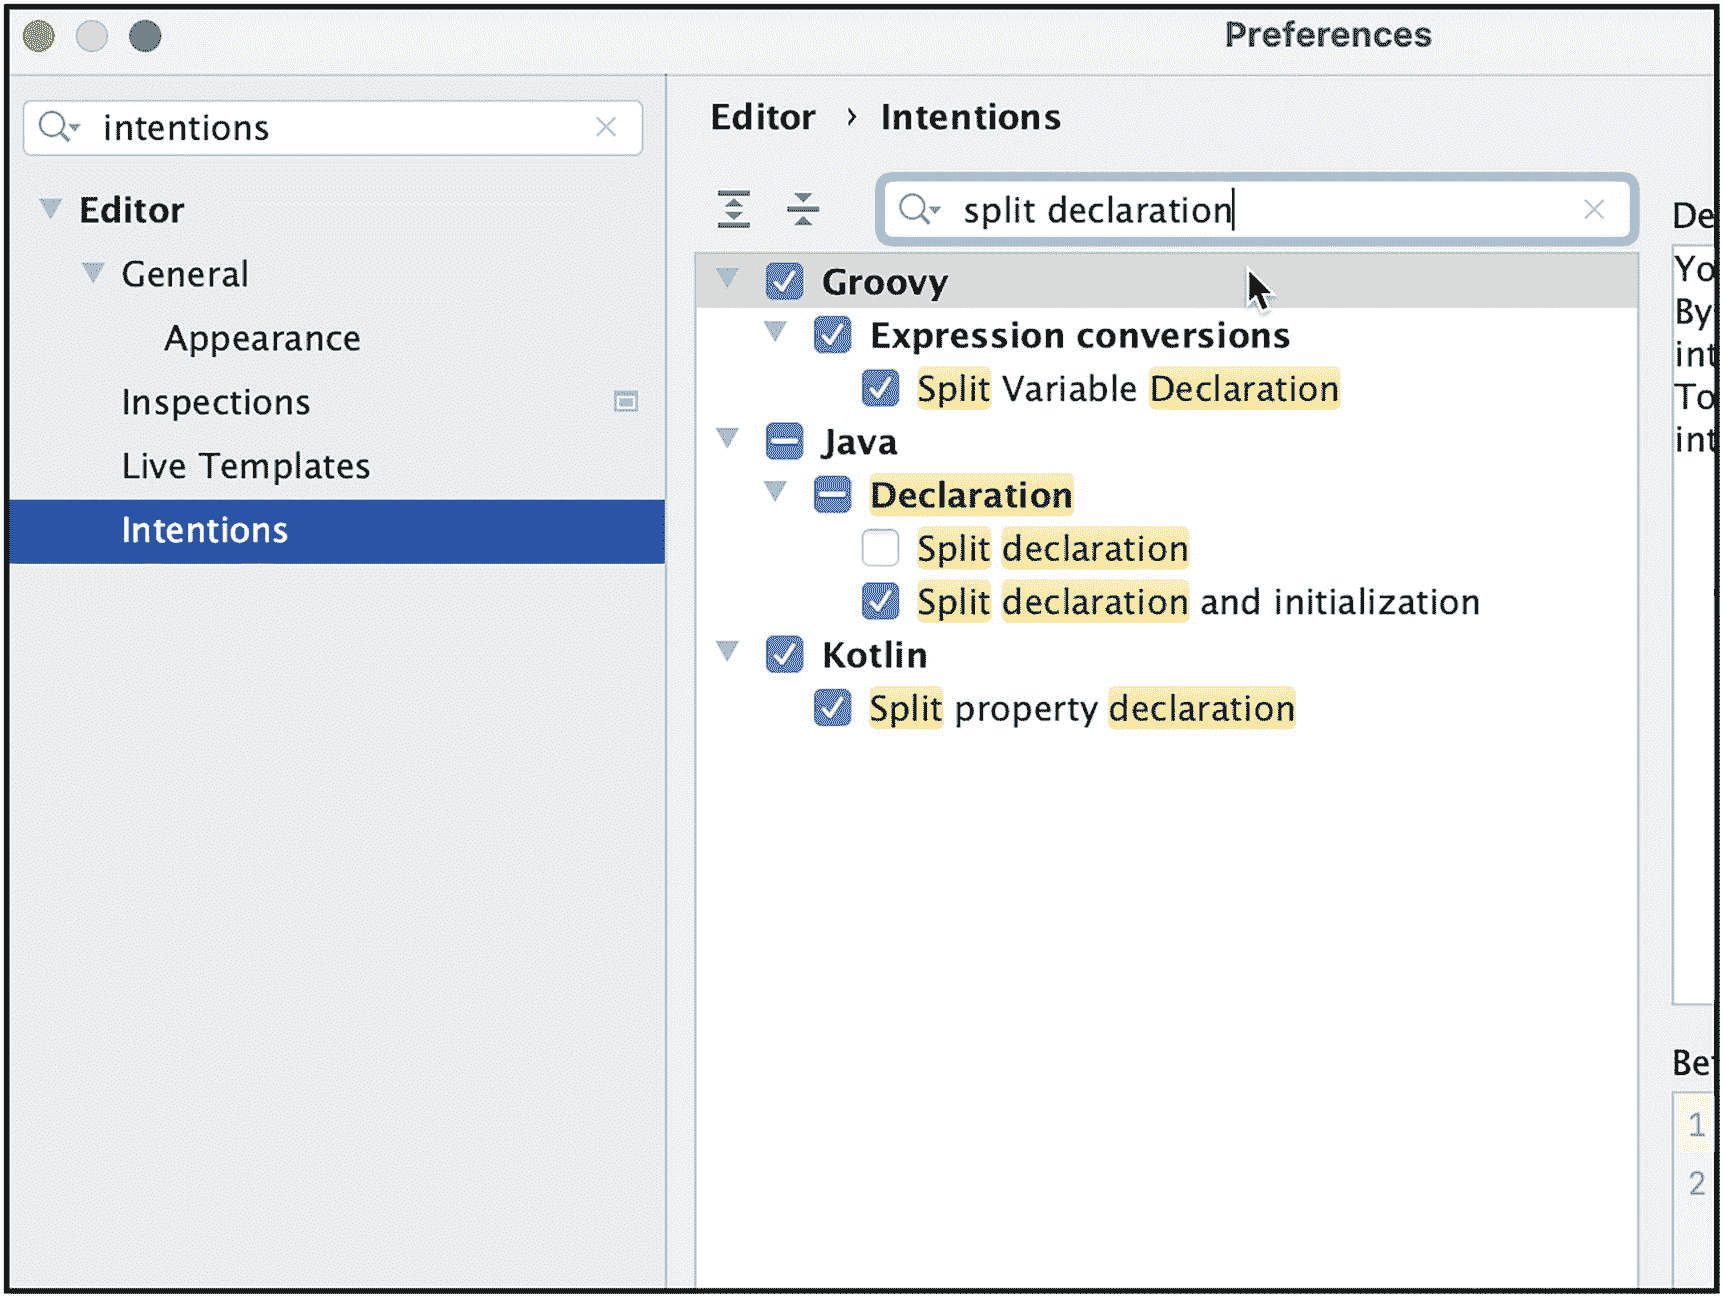 Preferences
intentions
Editor
General
Appearance
Inspections
Live Templates
Intentions
Editor › Intentions
split declaration
Groovy
Expression conversions
Split Variable Declaration
Java
Declaration
Split declaration
Split declaration and initialization
Kotlin
Split property declaration
De
Yo
By
int
To
int
Be
1
2